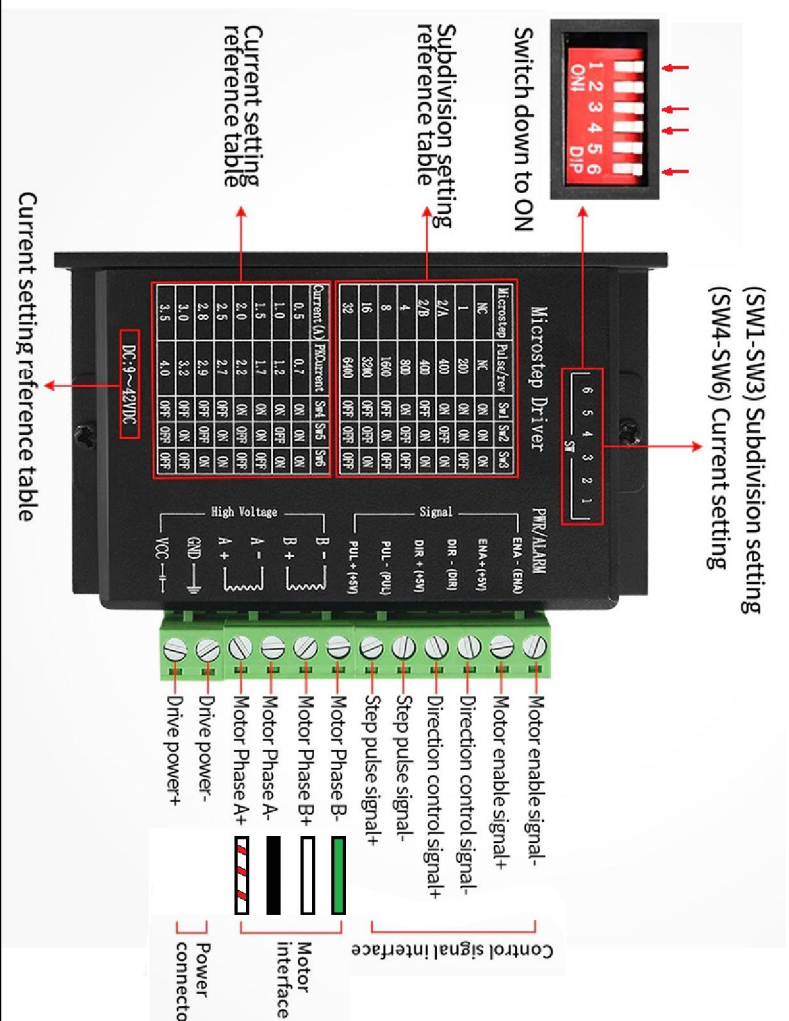 (SW1-SW3) Subdivision setting
(SW4-SW6) Current setting
1 2 3 4 5 6
ON DIP
Switch down to ON
Subdivision setting
reference table
Current setting
reference table
Current setting reference table
6 5 4 3 2 1
SW
Microstep Driver
PWR/ALARM
Microstep Pulse/rev Sw1 Sw2 Sw3
NC NC ON ON ON
1 200 ON ON OFF
2/A 400 ON OFF ON
2/B 400 OFF ON ON
4 800 ON OFF OFF
8 1600 OFF ON OFF
16 3200 OFF OFF ON
32 6400 OFF OFF OFF
Current(A) PKCurrent Sw4 Sw5 Sw6
0.5 0.7 ON ON ON
1.0 1.2 ON OFF ON
1.5 1.7 ON ON OFF
2.0 2.2 ON OFF OFF
2.5 2.7 OFF ON ON
2.8 2.9 OFF OFF ON
3.0 3.2 OFF ON OFF
3.5 4.0 OFF OFF OFF
DC:9~42VDC
Signal
ENA - (ENA)
ENA+(+5V)
DIR - (DIR)
DIR + (+5V)
PUL - (PUL)
PUL + (+5V)
High Voltage
B -
B +
A -
A +
GND
VCC
Motor enable signal-
Motor enable signal+
Direction control signal-
Direction control signal+
Step pulse signal-
Step pulse signal+
Motor Phase B-
Motor Phase B+
Motor Phase A-
Motor Phase A+
Drive power-
Drive power+
Control signal interface
Motor
interface
Power
connecto